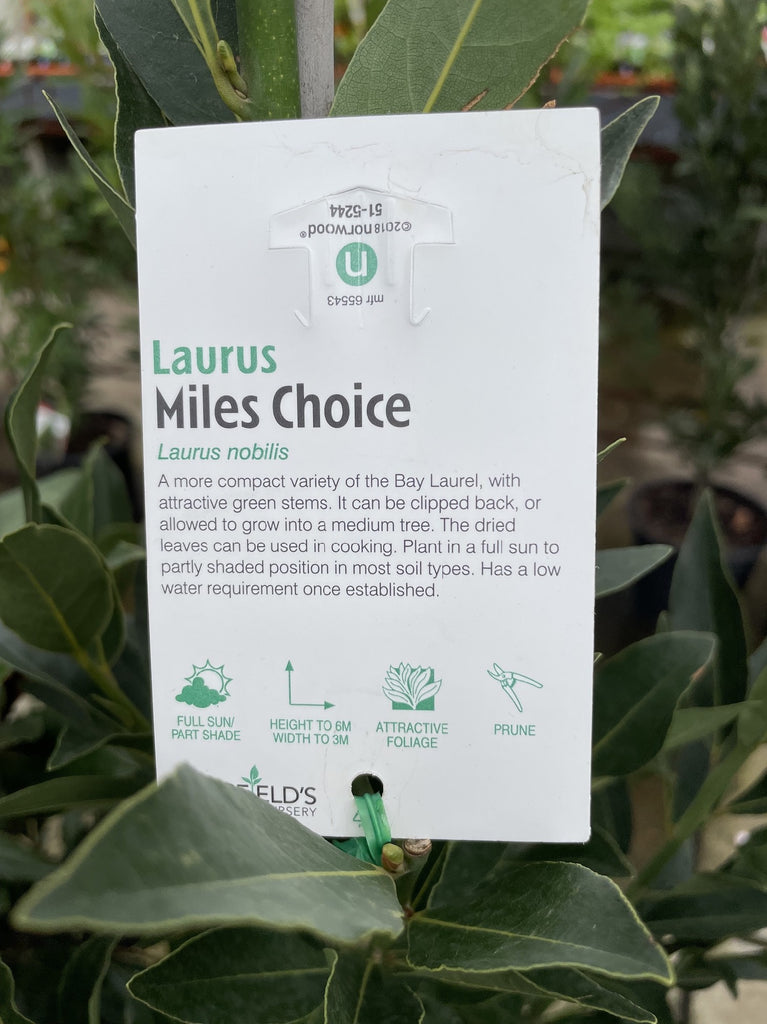 51-5244
©2018 norwood®
n
mfr 65543
Laurus
Miles Choice
Laurus nobilis
A more compact variety of the Bay Laurel, with
attractive green stems. It can be clipped back, or
allowed to grow into a medium tree. The dried
leaves can be used in cooking. Plant in a full sun to
partly shaded position in most soil types. Has a low
water requirement once established.
FULL SUN/
PART SHADE
HEIGHT TO 6M
WIDTH TO 3M
ATTRACTIVE
FOLIAGE
PRUNE